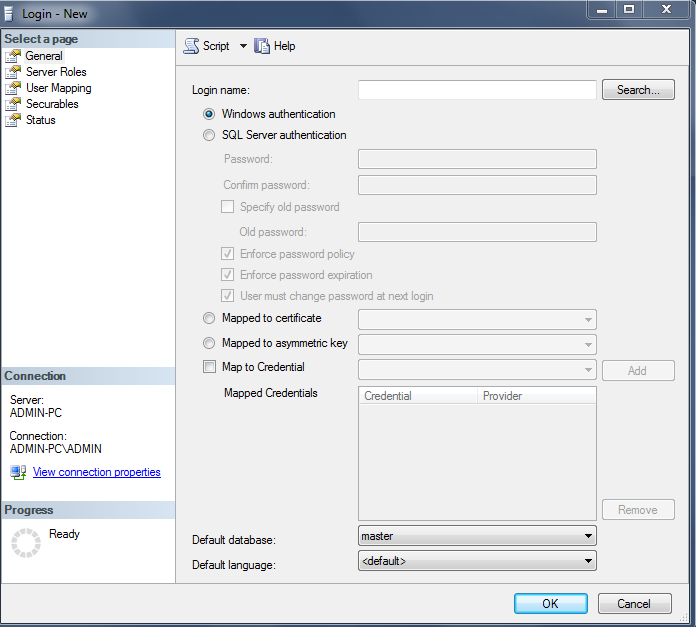 Login - New
Select a page
General
Server Roles
User Mapping
Securables
Status
Script Help
Login name: Search...
Windows authentication
SQL Server authentication
Password:
Confirm password:
Specify old password
Old password:
Enforce password policy
Enforce password expiration
User must change password at next login
Mapped to certificate
Mapped to asymmetric key
Map to Credential Add
Mapped Credentials Credential Provider
Remove
Default database: master
Default language: <default>
Connection
Server:
ADMIN-PC
Connection:
ADMIN-PC\ADMIN
View connection properties
Progress
Ready
OK Cancel